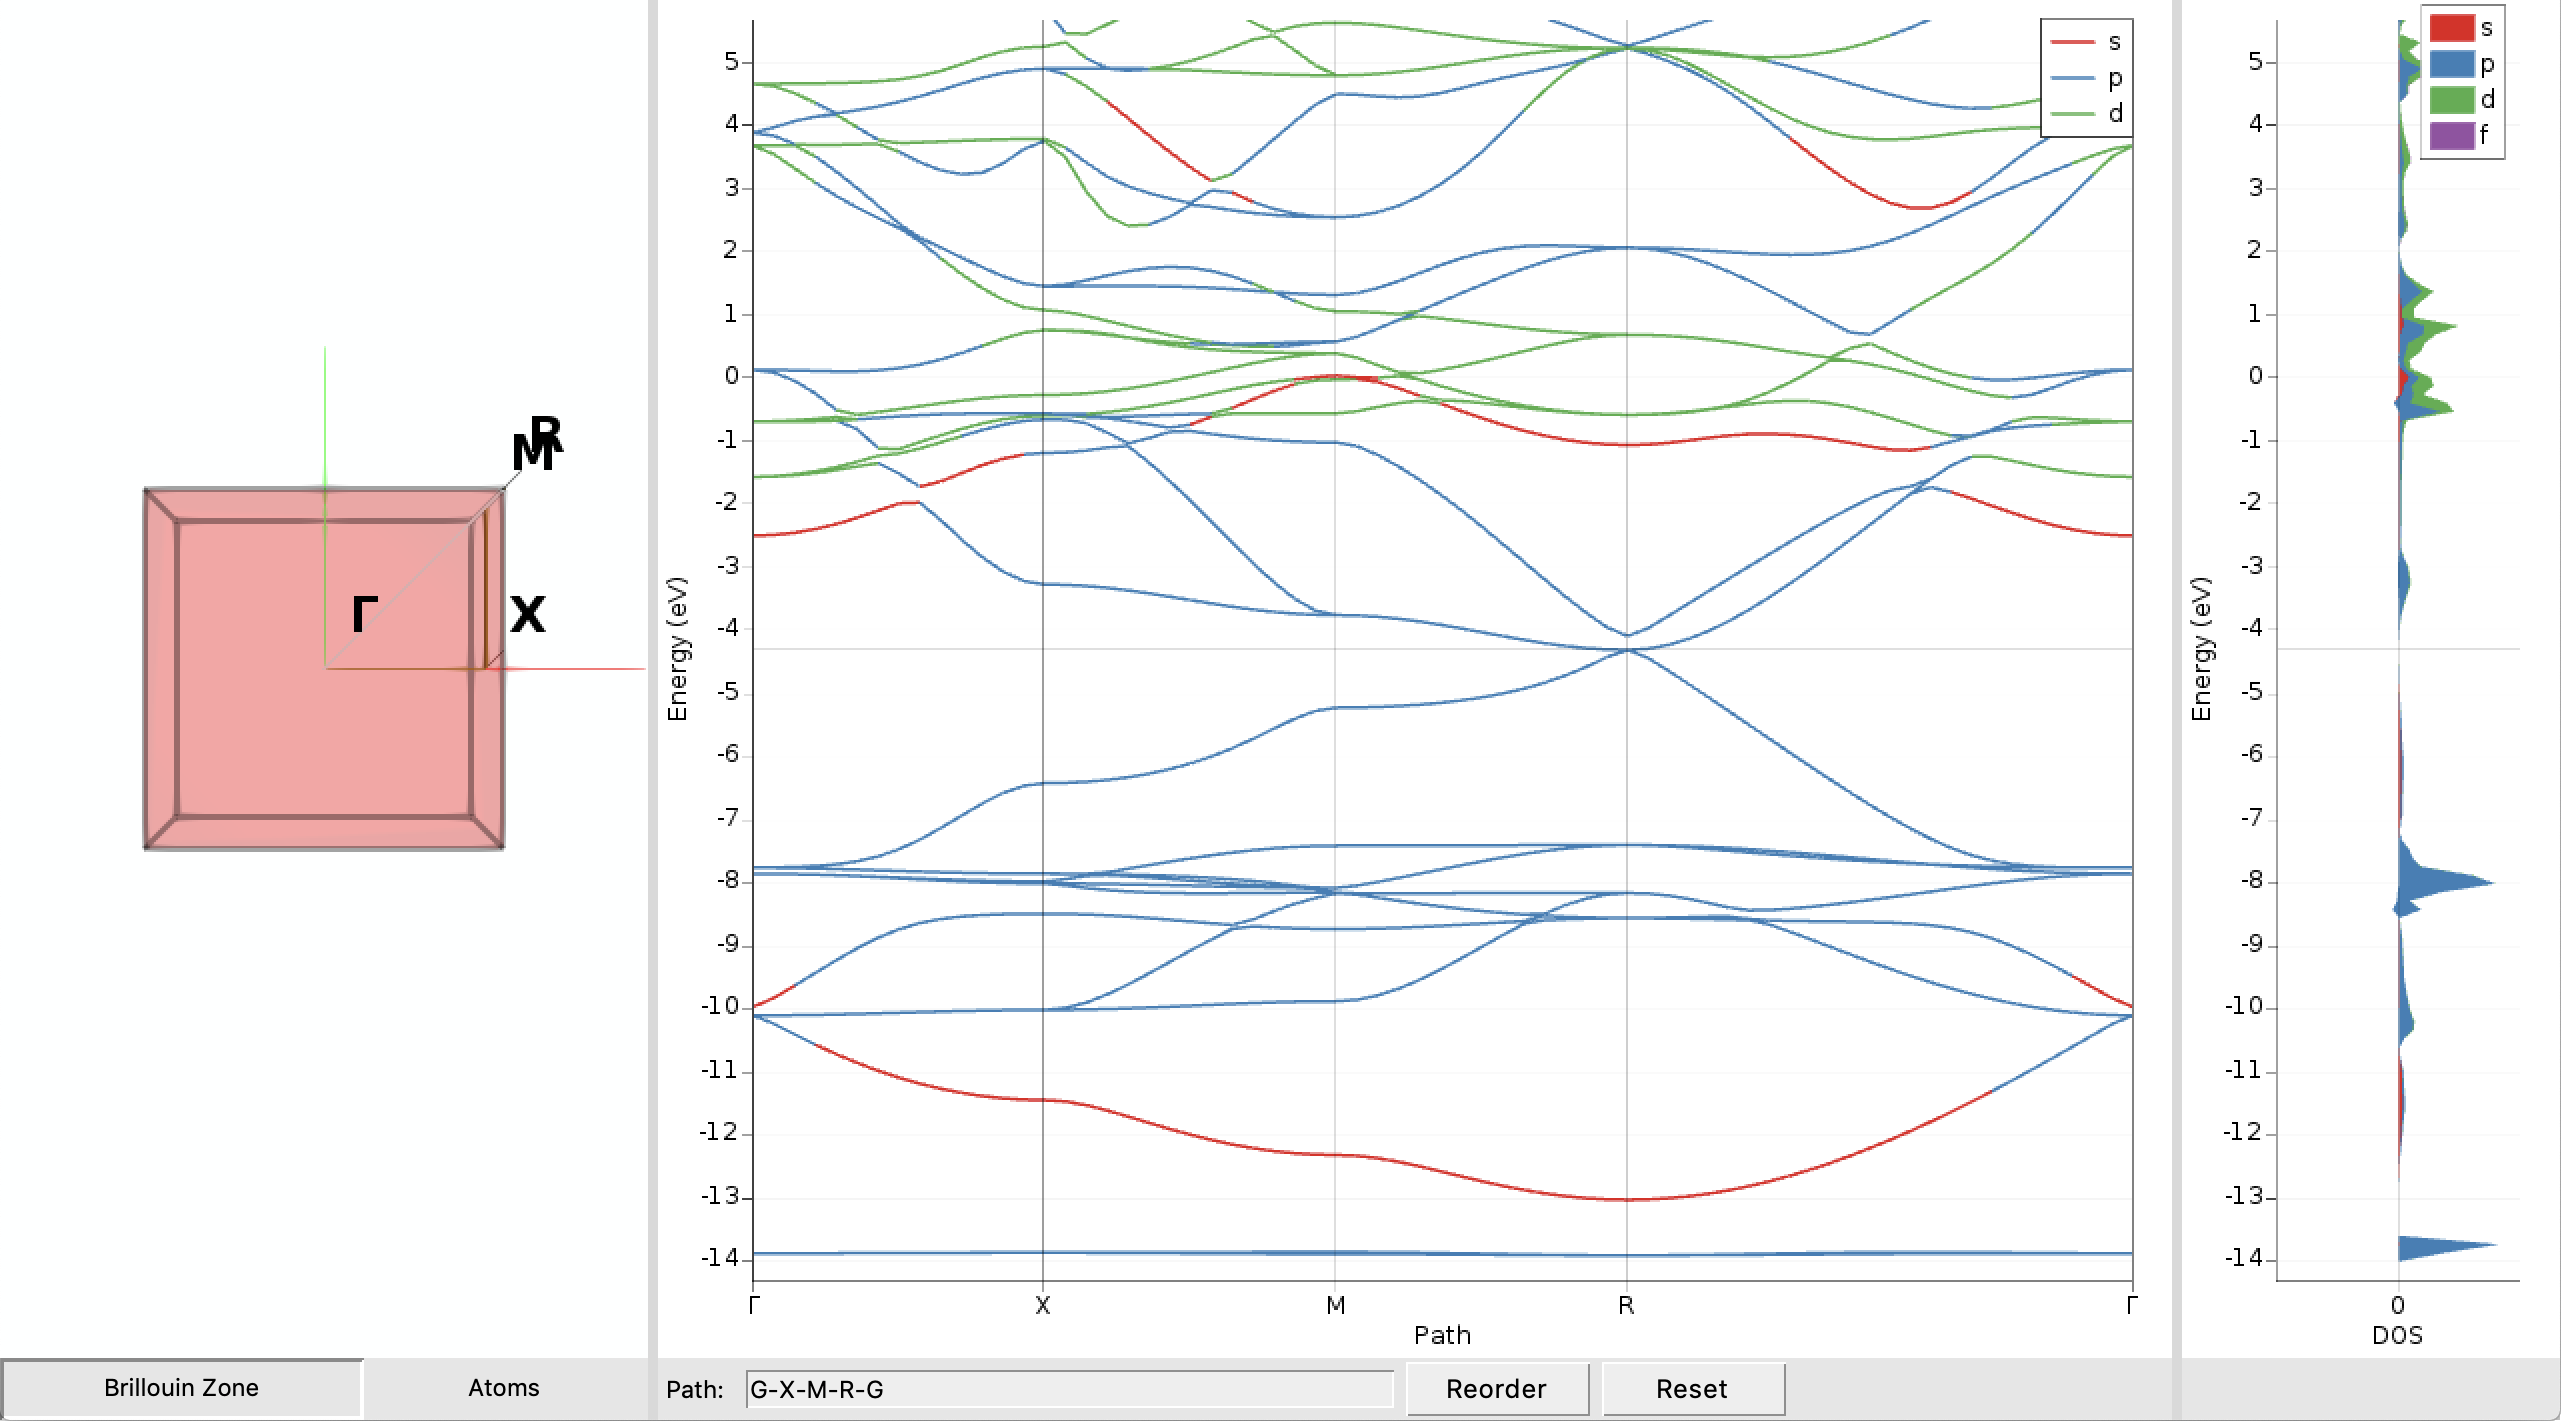 R
M
Γ
X
Brillouin Zone
Atoms
Energy (eV)
5
4
3
2
1
0
-1
-2
-3
-4
-5
-6
-7
-8
-9
-10
-11
-12
-13
-14
s
p
d
Γ
X
M
R
Γ
Path
Path:
G-X-M-R-G
Reorder
Reset
Energy (eV)
5
4
3
2
1
0
-1
-2
-3
-4
-5
-6
-7
-8
-9
-10
-11
-12
-13
-14
s
p
d
f
0
DOS